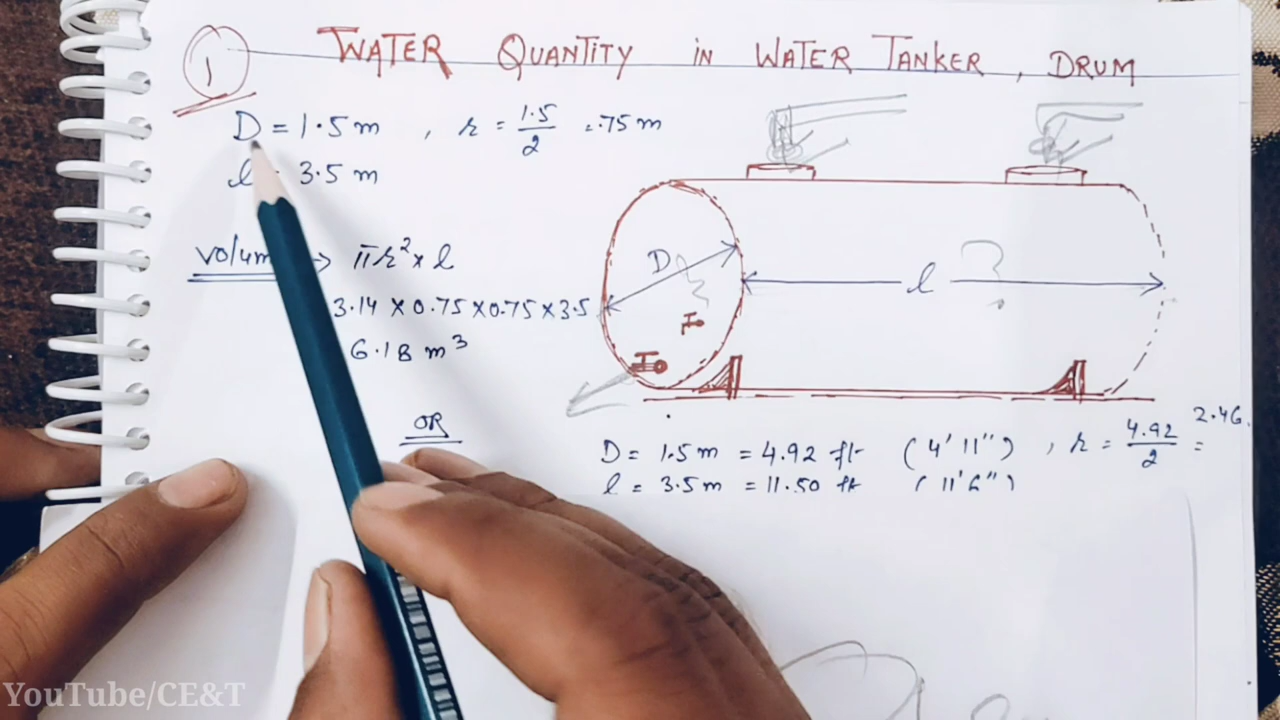 1
WATER QUANTITY IN WATER TANKER, DRUM
D = 1.5 m , r = 1.5/2 = .75 m
l 3.5 m
Volum → πr² × l
3.14 × 0.75 × 0.75 × 3.5
6.18 m³
OR
D
l
D = 1.5 m = 4.92 ft (4' 11") , r = 4.92/2 = 2.46
l = 3.5 m = 11.50 ft (11'6")
YouTube/CE&T